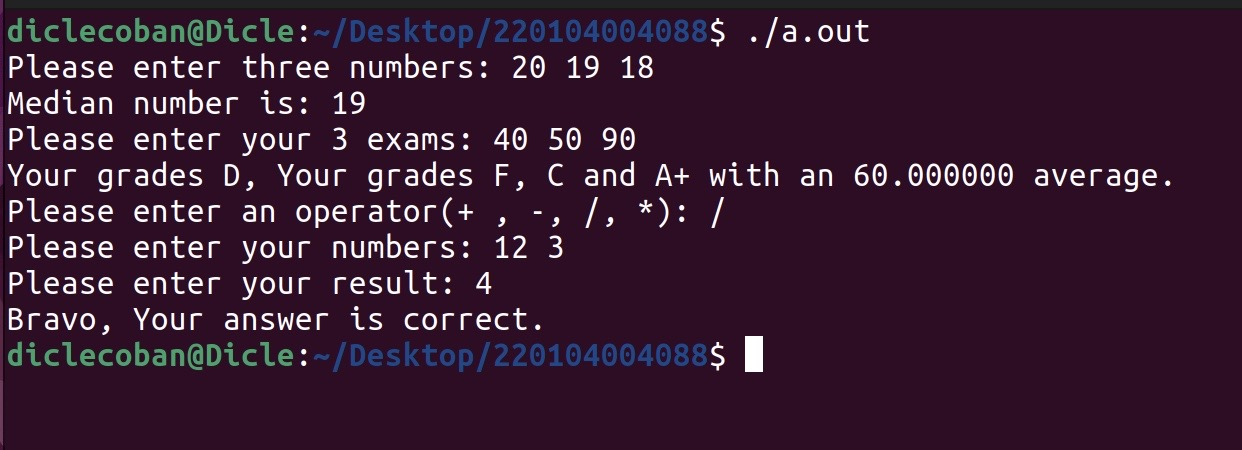 diclecoban@Dicle:~/Desktop/220104004088$ ./a.out
Please enter three numbers: 20 19 18
Median number is: 19
Please enter your 3 exams: 40 50 90
Your grades D, Your grades F, C and A+ with an 60.000000 average.
Please enter an operator(+ , -, /, *): /
Please enter your numbers: 12 3
Please enter your result: 4
Bravo, Your answer is correct.
diclecoban@Dicle:~/Desktop/220104004088$